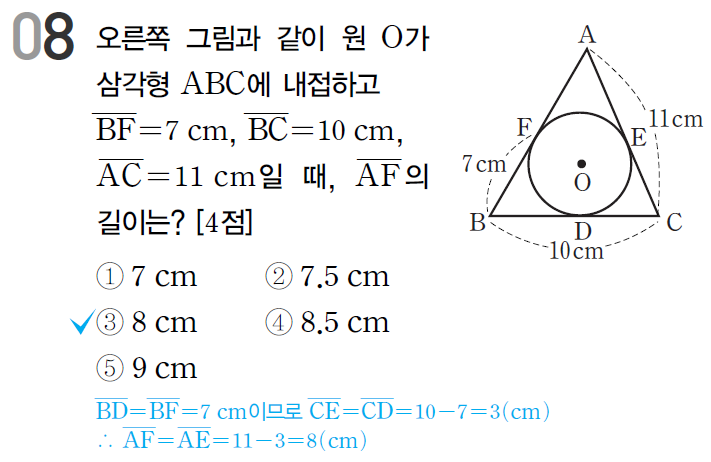 08 오른쪽 그림과 같이 원 O가
삼각형 ABC에 내접하고
BF=7 cm, BC=10 cm,
AC=11 cm일 때, AF의
길이는? [4점]
① 7 cm ② 7.5 cm
③ 8 cm ④ 8.5 cm
⑤ 9 cm
BD=BF=7 cm이므로 CE=CD=10-7=3(cm)
∴ AF=AE=11-3=8(cm)
A
11cm
F
E
7cm
O
B
D
C
10cm